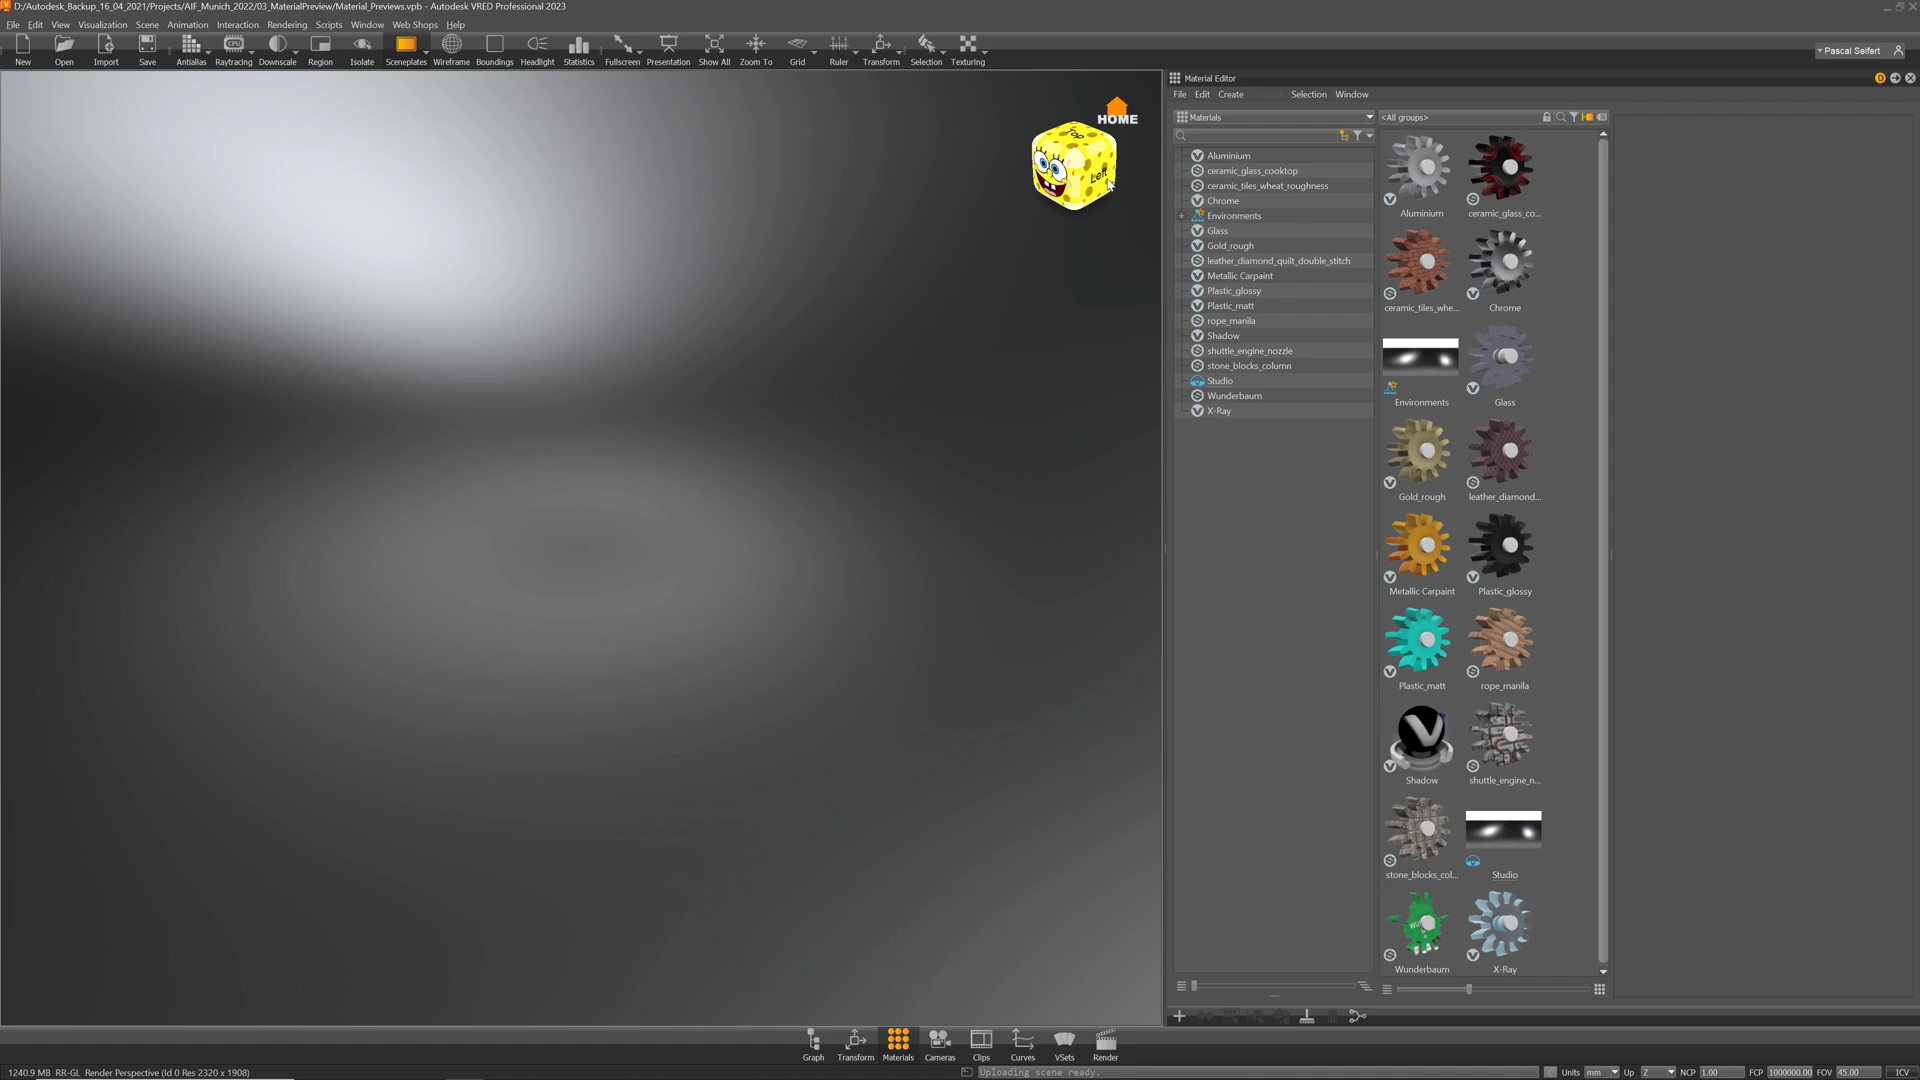 D:/Autodesk_Backup_16_04_2021/Projects/AIF_Munich_2022/03_MaterialPreview/Material_Previews.vpb - Autodesk VRED Professional 2023
File Edit View Visualization Scene Animation Interaction Rendering Scripts Window Web Shops Help
New Open Import Save Antialias Raytracing Downscale Region Isolate Sceneplates Wireframe Boundings Headlight Statistics Fullscreen Presentation Show All Zoom To Grid Ruler Transform Selection Texturing
CPU
Pascal Seifert
HOME
Top
Left
Material Editor
File Edit Create Selection Window
Materials
<All groups>
Aluminium
ceramic_glass_cooktop
ceramic_tiles_wheat_roughness
Chrome
Environments
Glass
Gold_rough
leather_diamond_quilt_double_stitch
Metallic Carpaint
Plastic_glossy
Plastic_matt
rope_manila
Shadow
shuttle_engine_nozzle
stone_blocks_column
Studio
Wunderbaum
X-Ray
Aluminium ceramic_glass_co...
ceramic_tiles_whe... Chrome
Environments Glass
Gold_rough leather_diamond...
Metallic Carpaint Plastic_glossy
Plastic_matt rope_manila
Shadow shuttle_engine_n...
stone_blocks_col... Studio
Wunderbaum X-Ray
Graph Transform Materials Cameras Clips Curves VSets Render
1240.9 MB RR-GL Render Perspective (Id 0 Res 2320 x 1908)
Uploading scene ready.
Units mm Up Z NCP 1.00 FCP 1000000.00 FOV 45.00 ICV